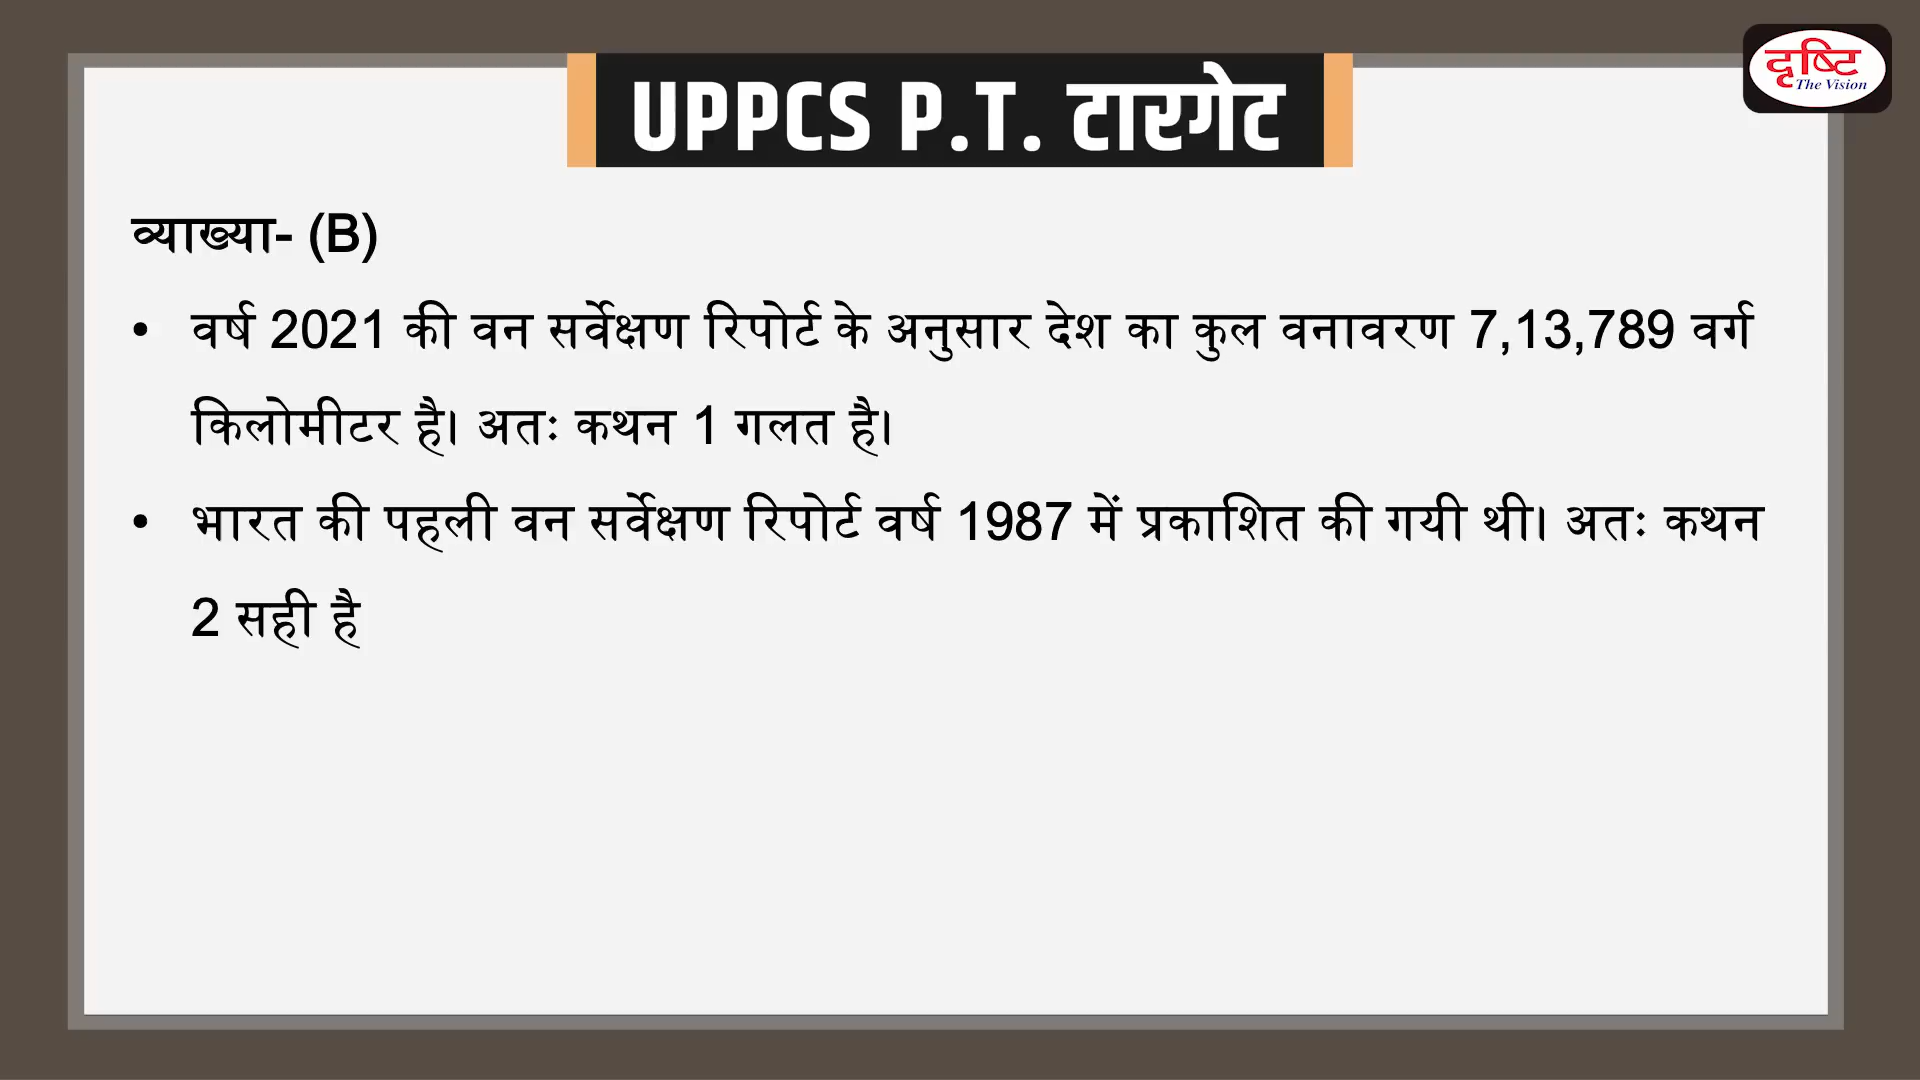 दृष्टि
The Vision
UPPCS P.T. टारगेट
व्याख्या- (B)
• वर्ष 2021 की वन सर्वेक्षण रिपोर्ट के अनुसार देश का कुल वनावरण 7,13,789 वर्ग
किलोमीटर है। अतः कथन 1 गलत है।
• भारत की पहली वन सर्वेक्षण रिपोर्ट वर्ष 1987 में प्रकाशित की गयी थी। अतः कथन
2 सही है